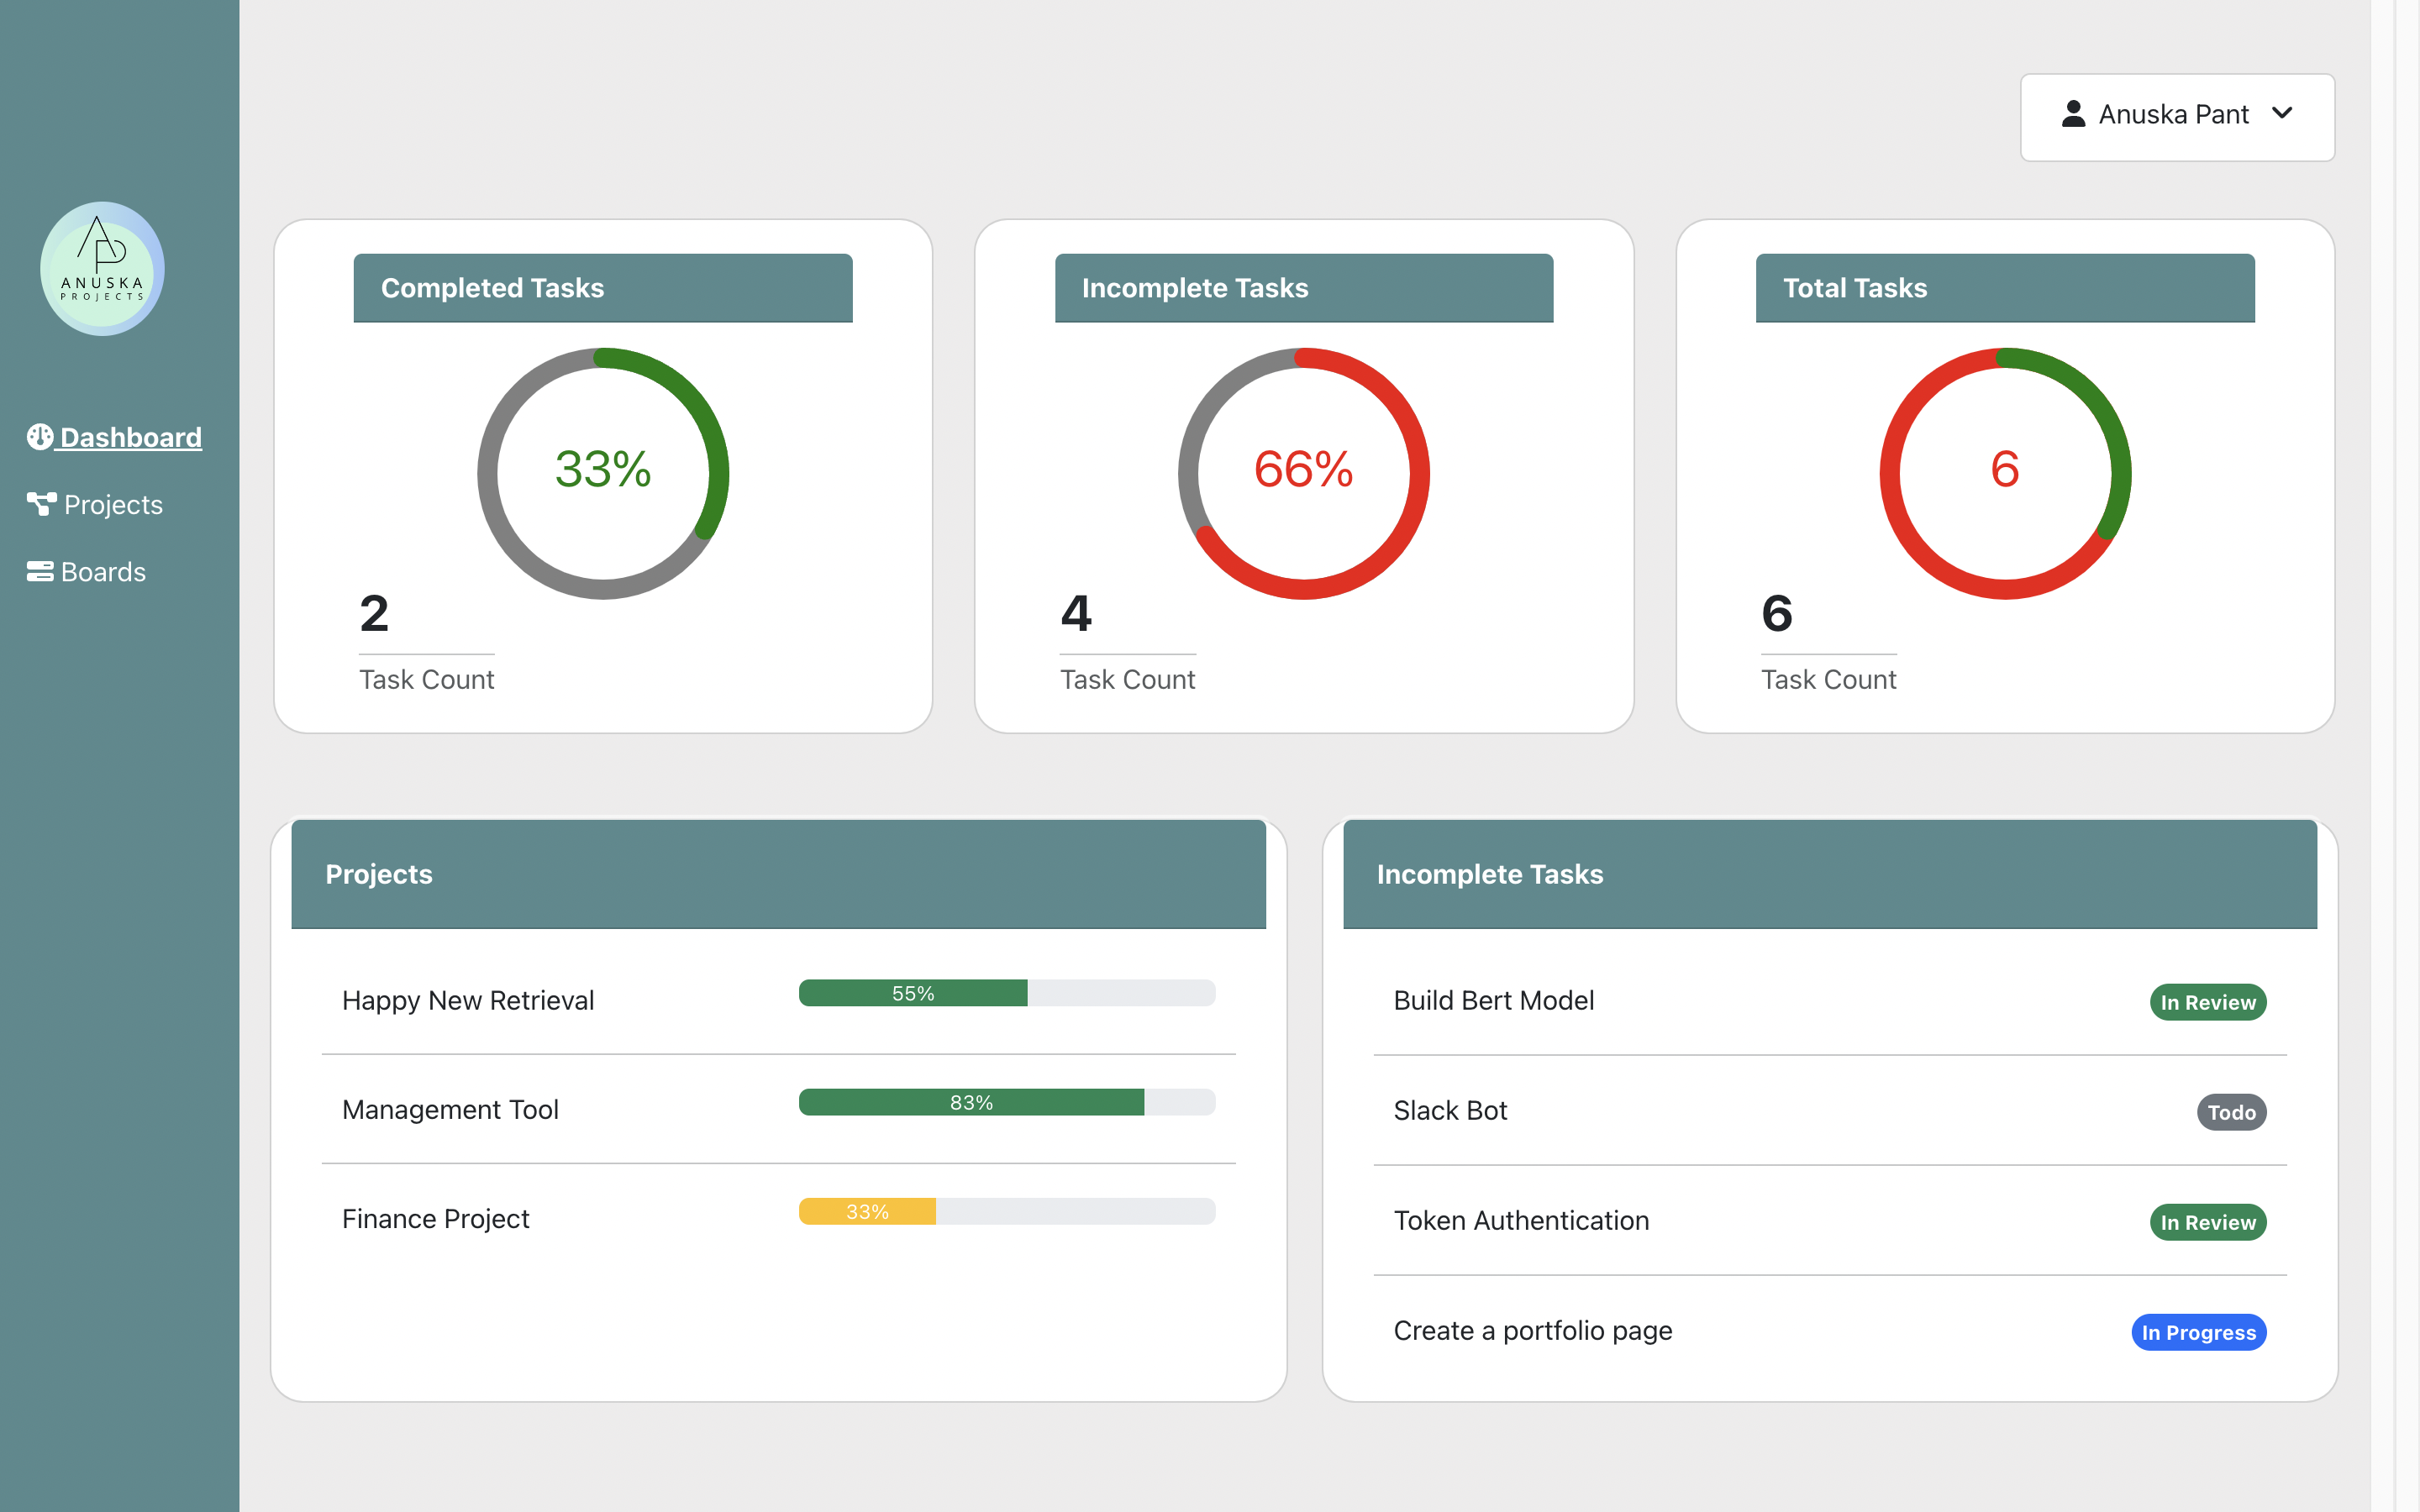 Anuska Pant
AP
ANUSKA
PROJECTS
Dashboard
Projects
Boards
Completed Tasks
33%
2
Task Count
Incomplete Tasks
66%
4
Task Count
Total Tasks
6
6
Task Count
Projects
Happy New Retrieval
55%
Management Tool
83%
Finance Project
33%
Incomplete Tasks
Build Bert Model
In Review
Slack Bot
Todo
Token Authentication
In Review
Create a portfolio page
In Progress